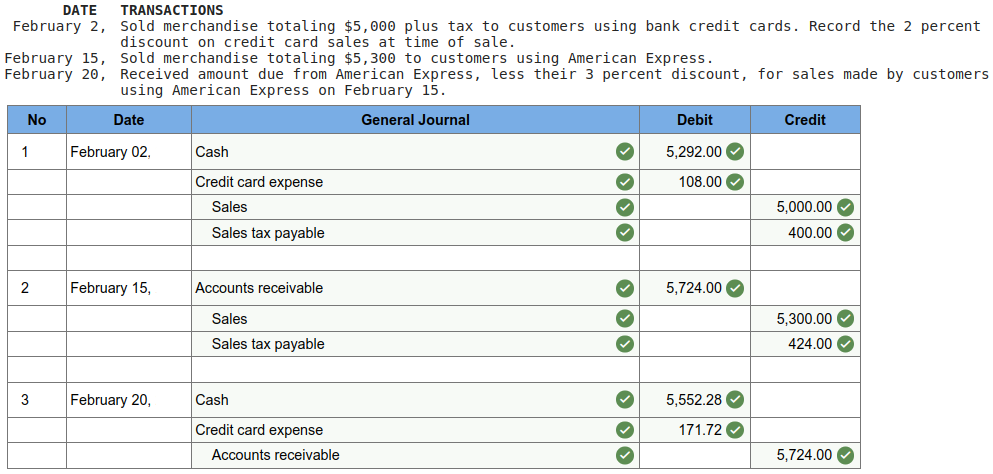 DATE TRANSACTIONS
February 2, Sold merchandise totaling $5,000 plus tax to customers using bank credit cards. Record the 2 percent
discount on credit card sales at time of sale.
February 15, Sold merchandise totaling $5,300 to customers using American Express.
February 20, Received amount due from American Express, less their 3 percent discount, for sales made by customers
using American Express on February 15.
No Date General Journal Debit Credit
1 February 02, Cash 5,292.00
Credit card expense 108.00
Sales 5,000.00
Sales tax payable 400.00
2 February 15, Accounts receivable 5,724.00
Sales 5,300.00
Sales tax payable 424.00
3 February 20, Cash 5,552.28
Credit card expense 171.72
Accounts receivable 5,724.00